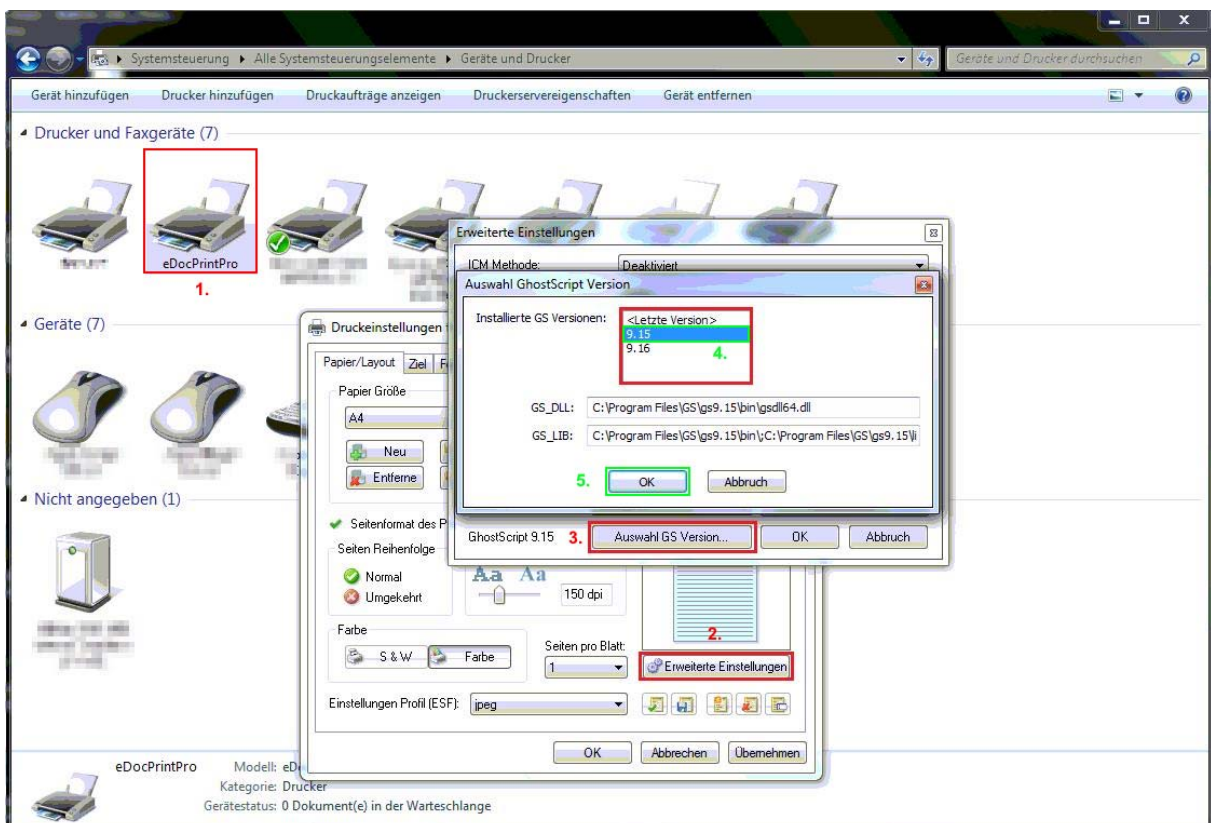 Systemsteuerung ▸ Alle Systemsteuerungselemente ▸ Geräte und Drucker
Geräte und Drucker durchsuchen
Gerät hinzufügen Drucker hinzufügen Druckaufträge anzeigen Druckerservereigenschaften Gerät entfernen
Drucker und Faxgeräte (7)
eDocPrintPro
1.
Geräte (7)
Nicht angegeben (1)
Erweiterte Einstellungen
ICM Methode: Deaktiviert
Auswahl GhostScript Version
Installierte GS Versionen:
<Letzte Version>
9.15
9.16
4.
GS_DLL: C:\Program Files\GS\gs9.15\bin\gsdll64.dll
GS_LIB: C:\Program Files\GS\gs9.15\bin\;C:\Program Files\GS\gs9.15\li
5. OK Abbruch
GhostScript 9.15 3. Auswahl GS Version... OK Abbruch
Druckeinstellungen
Papier/Layout Ziel
Papier Größe
A4
Neu
Entferne
Seitenformat des P
Seiten Reihenfolge
Normal
Umgekehrt
Aa Aa
150 dpi
Farbe
S & W Farbe
Seiten pro Blatt:
1
2.
Erweiterte Einstellungen
Einstellungen Profil (ESF): jpeg
OK Abbrechen Übernehmen
eDocPrintPro Modell: eD
Kategorie: Drucker
Gerätestatus: 0 Dokument(e) in der Warteschlange